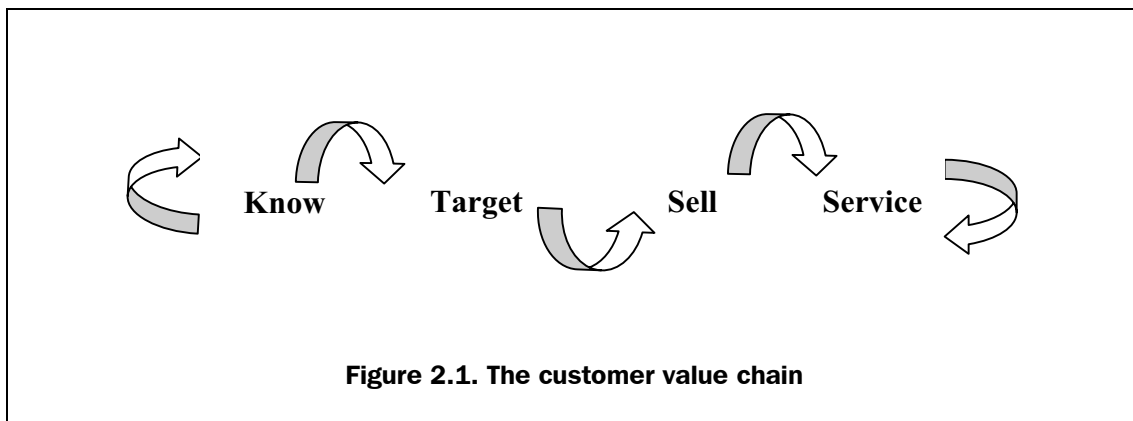 Know Target Sell Service
Figure 2.1. The customer value chain